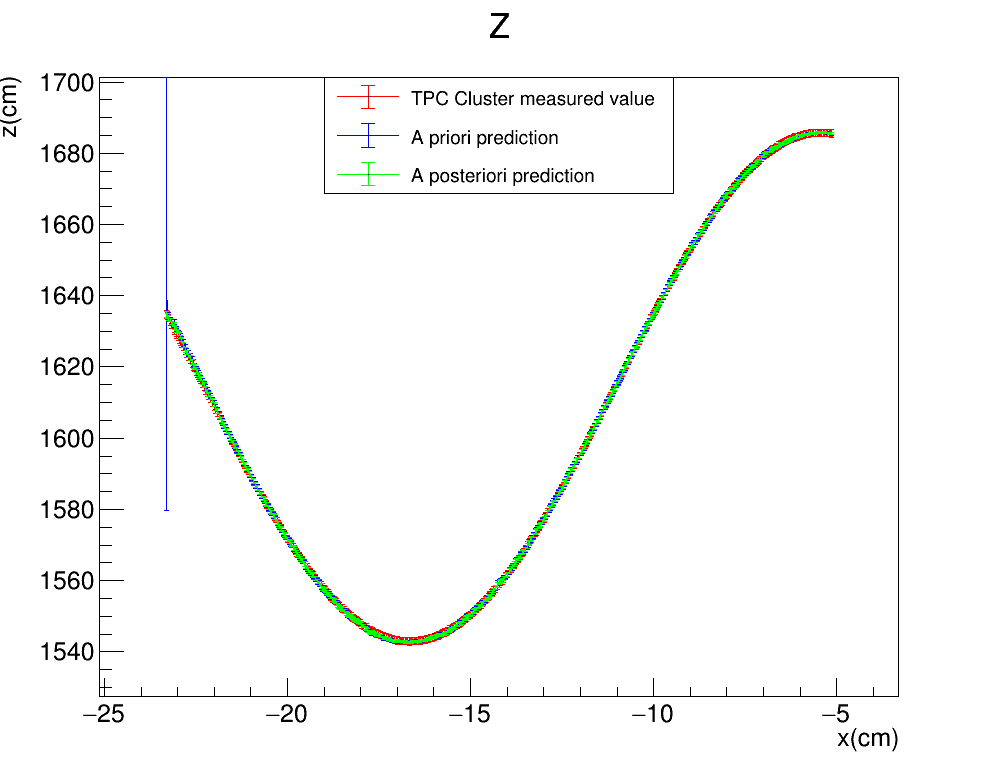 Z
z(cm)
1700
1680
1660
1640
1620
1600
1580
1560
1540
TPC Cluster measured value
A priori prediction
A posteriori prediction
−25
−20
−15
−10
−5
x(cm)